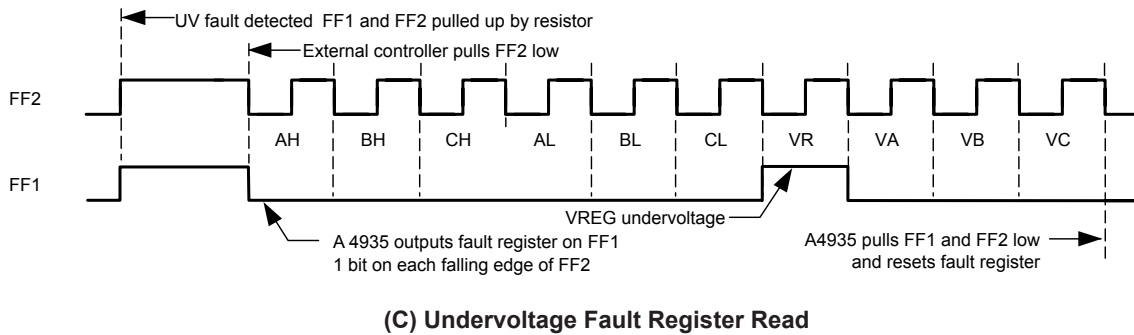 UV fault detected  FF1 and FF2 pulled up by resistor
External controller pulls FF2 low
FF2
AH BH CH AL BL CL VR VA VB VC
FF1
VREG undervoltage
A 4935 outputs fault register on FF1
1 bit on each falling edge of FF2
A4935 pulls FF1 and FF2 low
and resets fault register
(C) Undervoltage Fault Register Read